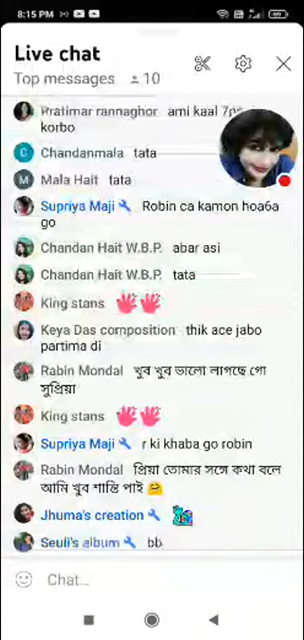 8:15 PM
Live chat
Top messages 10
Pratimar rannaghor ami kaal 7ps
korbo
C Chandanmala tata
M Mala Hait tata
Supriya Maji Robin ca kamon hoa6a
go
Chandan Hait W.B.P. abar asi
Chandan Hait W.B.P. tata
King stans 👋👋
Keya Das composition thik ace jabo
partima di
Rabin Mondal খুব খুব ভালো লাগছে গো
সুপ্রিয়া
King stans 👋👋
Supriya Maji r ki khaba go robin
Rabin Mondal প্রিয়া তোমার সঙ্গে কথা বলে
আমি খুব শান্তি পাই 🤗
Jhuma's creation
Seuli's album bb
Chat...